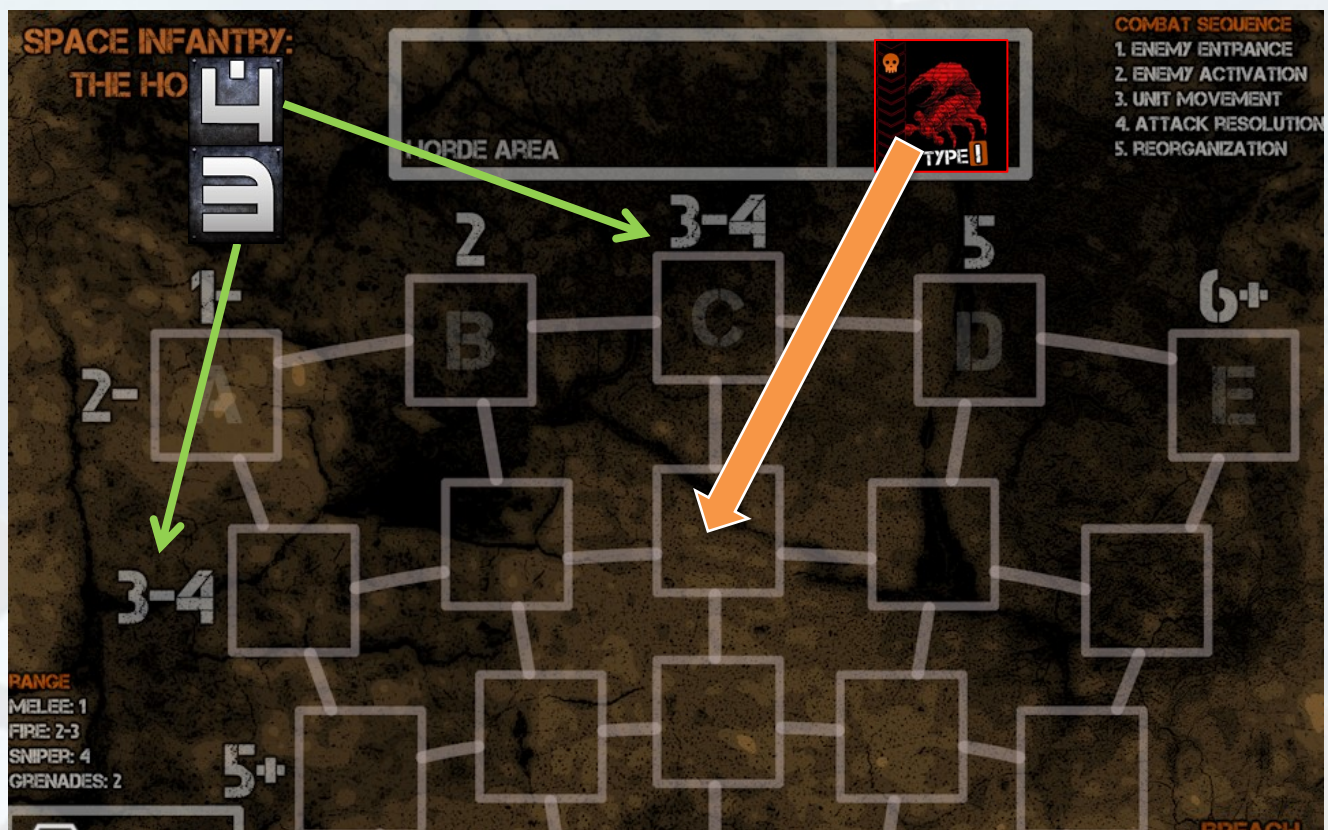 SPACE INFANTRY:
THE HO
4
3
HORDE AREA
TYPE I
COMBAT SEQUENCE
1. ENEMY ENTRANCE
2. ENEMY ACTIVATION
3. UNIT MOVEMENT
4. ATTACK RESOLUTION
5. REORGANIZATION
1-
2
3-4
5
6+
2-
A
B
C
D
E
3-4
5+
RANGE
MELEE: 1
FIRE: 2-3
SNIPER: 4
GRENADES: 2